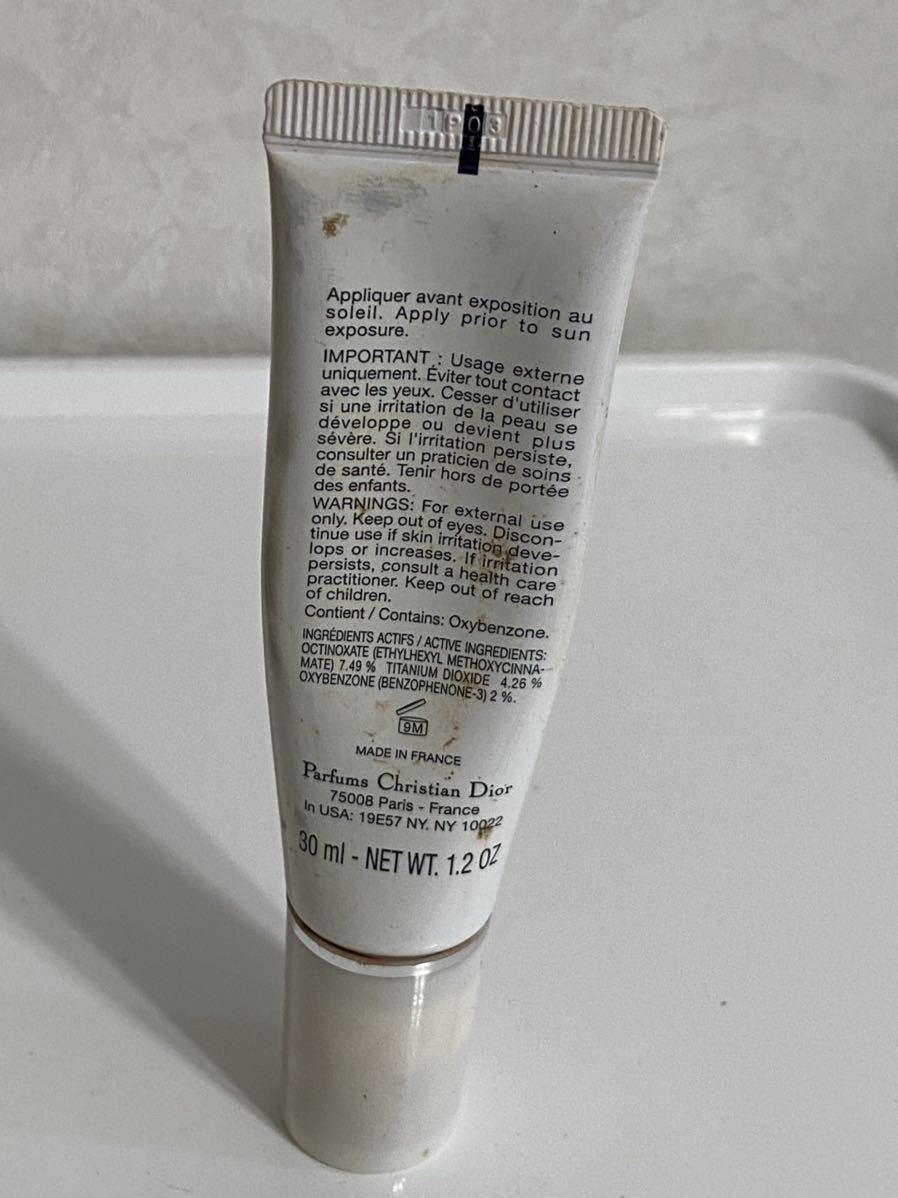 1P03
Appliquer avant exposition au
soleil. Apply prior to sun
exposure.
IMPORTANT : Usage externe
uniquement. Éviter tout contact
avec les yeux. Cesser d'utiliser
si une irritation de la peau se
développe ou devient plus
sévère. Si l'irritation persiste,
consulter un praticien de soins
de santé. Tenir hors de portée
des enfants.
WARNINGS: For external use
only. Keep out of eyes. Discon-
tinue use if skin irritation deve-
lops or increases. If irritation
persists, consult a health care
practitioner. Keep out of reach
of children.
Contient / Contains: Oxybenzone.
INGRÉDIENTS ACTIFS / ACTIVE INGREDIENTS:
OCTINOXATE (ETHYLHEXYL METHOXYCINNA-
MATE) 7.49 % TITANIUM DIOXIDE 4.26 %
OXYBENZONE (BENZOPHENONE-3) 2 %.
9M
MADE IN FRANCE
Parfums Christian Dior
75008 Paris - France
In USA: 19E57 NY. NY 10022
30 ml - NET WT. 1.2 OZ